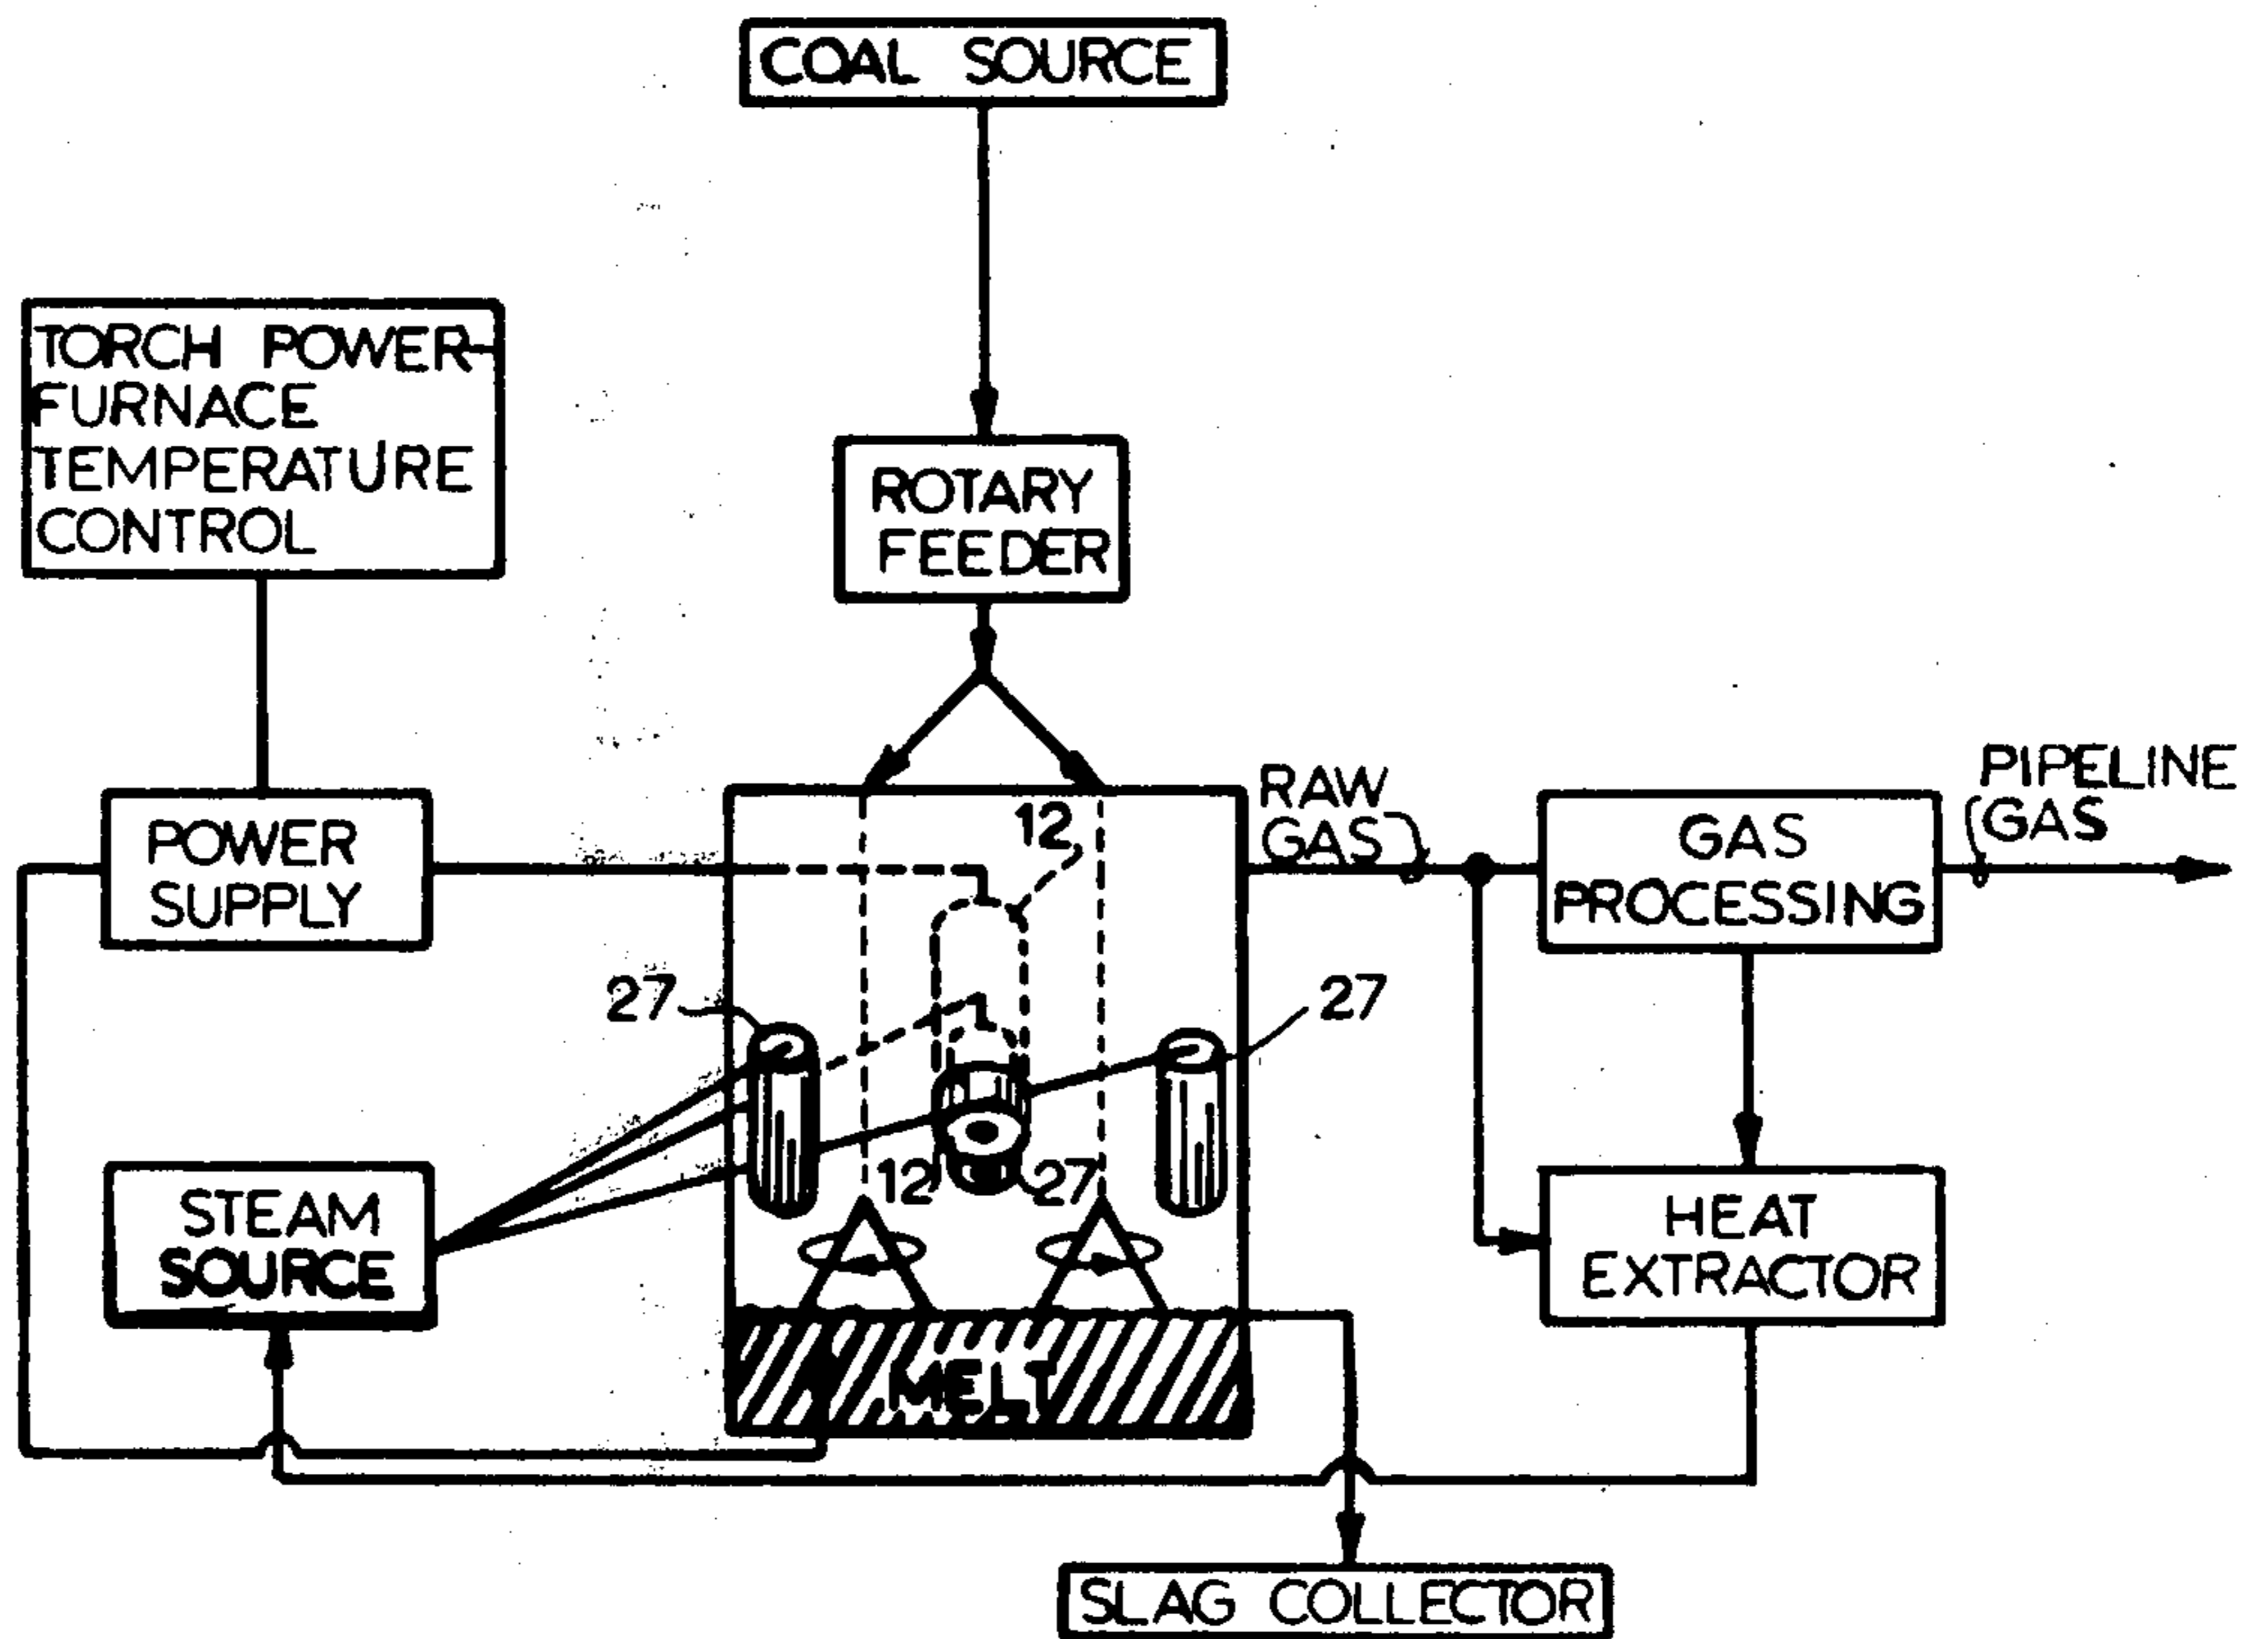 COAL SOURCE
TORCH POWER-
FURNACE
TEMPERATURE
CONTROL
ROTARY
FEEDER
POWER
SUPPLY
12
RAW
GAS
GAS
PROCESSING
PIPELINE
GAS
27
27
12
27
STEAM
SOURCE
HEAT
EXTRACTOR
MELT
SLAG COLLECTOR